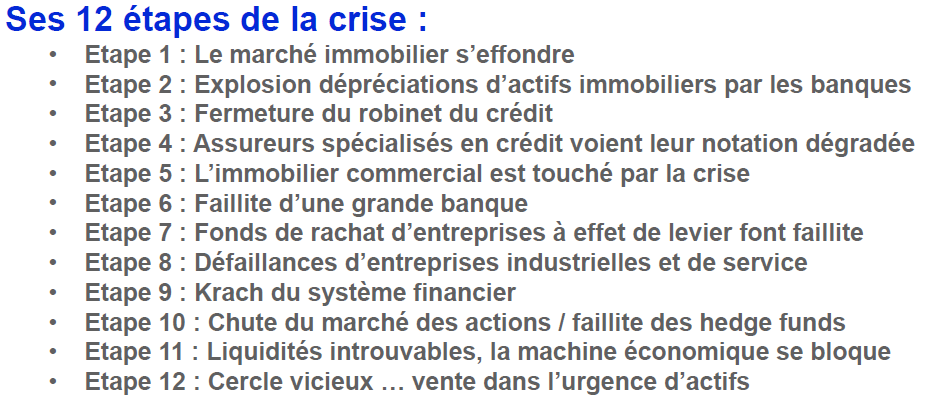 Ses 12 étapes de la crise :
• Etape 1 : Le marché immobilier s'effondre
• Etape 2 : Explosion dépréciations d'actifs immobiliers par les banques
• Etape 3 : Fermeture du robinet du crédit
• Etape 4 : Assureurs spécialisés en crédit voient leur notation dégradée
• Etape 5 : L'immobilier commercial est touché par la crise
• Etape 6 : Faillite d'une grande banque
• Etape 7 : Fonds de rachat d'entreprises à effet de levier font faillite
• Etape 8 : Défaillances d'entreprises industrielles et de service
• Etape 9 : Krach du système financier
• Etape 10 : Chute du marché des actions / faillite des hedge funds
• Etape 11 : Liquidités introuvables, la machine économique se bloque
• Etape 12 : Cercle vicieux … vente dans l'urgence d'actifs